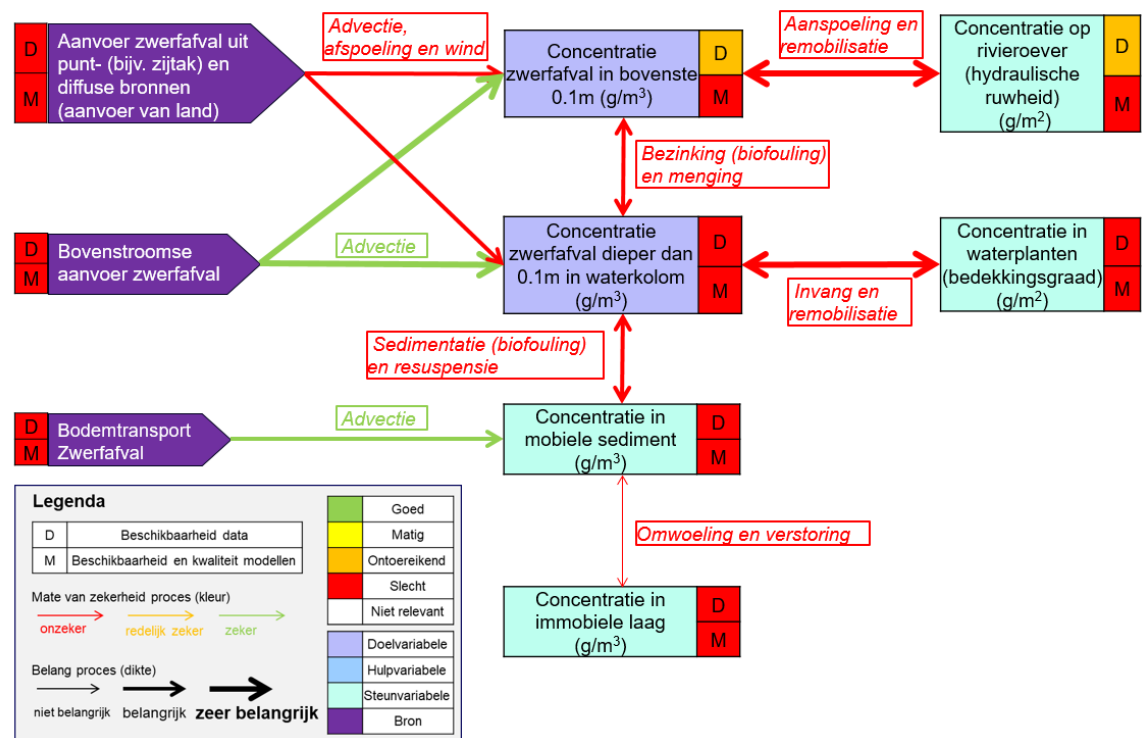 D
M
Aanvoer zwerfafval uit
punt- (bijv. zijtak) en
diffuse bronnen
(aanvoer van land)
Advectie,
afspoeling en wind
Concentratie
zwerfafval in bovenste
0.1m (g/m³)
D
M
Aanspoeling en
remobilisatie
Concentratie op
rivieroever
(hydraulische
ruwheid)
(g/m²)
D
M
Bezinking (biofouling)
en menging
D
M
Bovenstroomse
aanvoer zwerfafval
Advectie
Concentratie
zwerfafval dieper dan
0.1m in waterkolom
(g/m³)
D
M
Invang en
remobilisatie
Concentratie in
waterplanten
(bedekkingsgraad)
(g/m²)
D
M
Sedimentatie (biofouling)
en resuspensie
D
M
Bodemtransport
Zwerfafval
Advectie
Concentratie in
mobiele sediment
(g/m³)
D
M
Omwoeling en verstoring
Concentratie in
immobiele laag
(g/m³)
D
M
Legenda
D Beschikbaarheid data
M Beschikbaarheid en kwaliteit modellen
Mate van zekerheid proces (kleur)
onzeker redelijk zeker zeker
Belang proces (dikte)
niet belangrijk belangrijk zeer belangrijk
Goed
Matig
Ontoereikend
Slecht
Niet relevant
Doelvariabele
Hulpvariabele
Steunvariabele
Bron